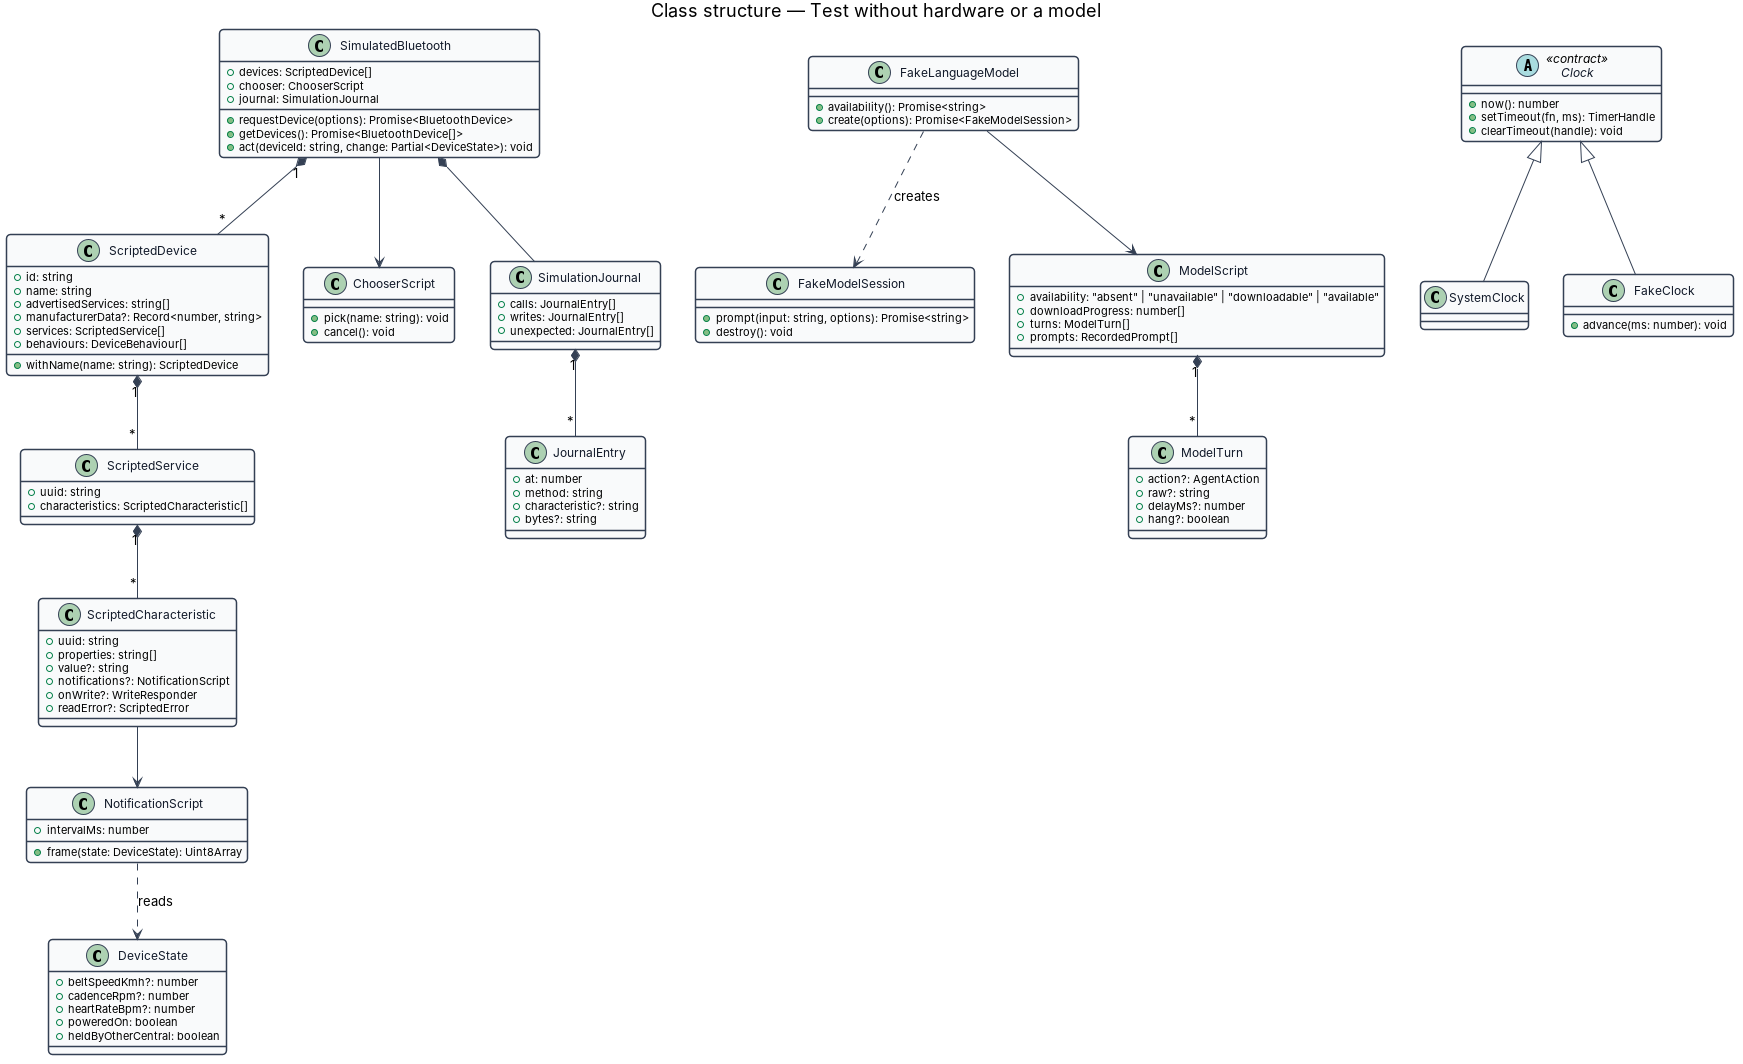 Class structure — Test without hardware or a model
C SimulatedBluetooth
devices: ScriptedDevice[]
chooser: ChooserScript
journal: SimulationJournal
requestDevice(options): Promise<BluetoothDevice>
getDevices(): Promise<BluetoothDevice[]>
act(deviceId: string, change: Partial<DeviceState>): void
C FakeLanguageModel
availability(): Promise<string>
create(options): Promise<FakeModelSession>
A «contract»
Clock
now(): number
setTimeout(fn, ms): TimerHandle
clearTimeout(handle): void
1
*
creates
C ScriptedDevice
id: string
name: string
advertisedServices: string[]
manufacturerData?: Record<number, string>
services: ScriptedService[]
behaviours: DeviceBehaviour[]
withName(name: string): ScriptedDevice
C ChooserScript
pick(name: string): void
cancel(): void
C SimulationJournal
calls: JournalEntry[]
writes: JournalEntry[]
unexpected: JournalEntry[]
C FakeModelSession
prompt(input: string, options): Promise<string>
destroy(): void
C ModelScript
availability: "absent" | "unavailable" | "downloadable" | "available"
downloadProgress: number[]
turns: ModelTurn[]
prompts: RecordedPrompt[]
C SystemClock
C FakeClock
advance(ms: number): void
1
*
1
*
1
*
C ScriptedService
uuid: string
characteristics: ScriptedCharacteristic[]
C JournalEntry
at: number
method: string
characteristic?: string
bytes?: string
C ModelTurn
action?: AgentAction
raw?: string
delayMs?: number
hang?: boolean
1
*
C ScriptedCharacteristic
uuid: string
properties: string[]
value?: string
notifications?: NotificationScript
onWrite?: WriteResponder
readError?: ScriptedError
C NotificationScript
intervalMs: number
frame(state: DeviceState): Uint8Array
reads
C DeviceState
beltSpeedKmh?: number
cadenceRpm?: number
heartRateBpm?: number
poweredOn: boolean
heldByOtherCentral: boolean